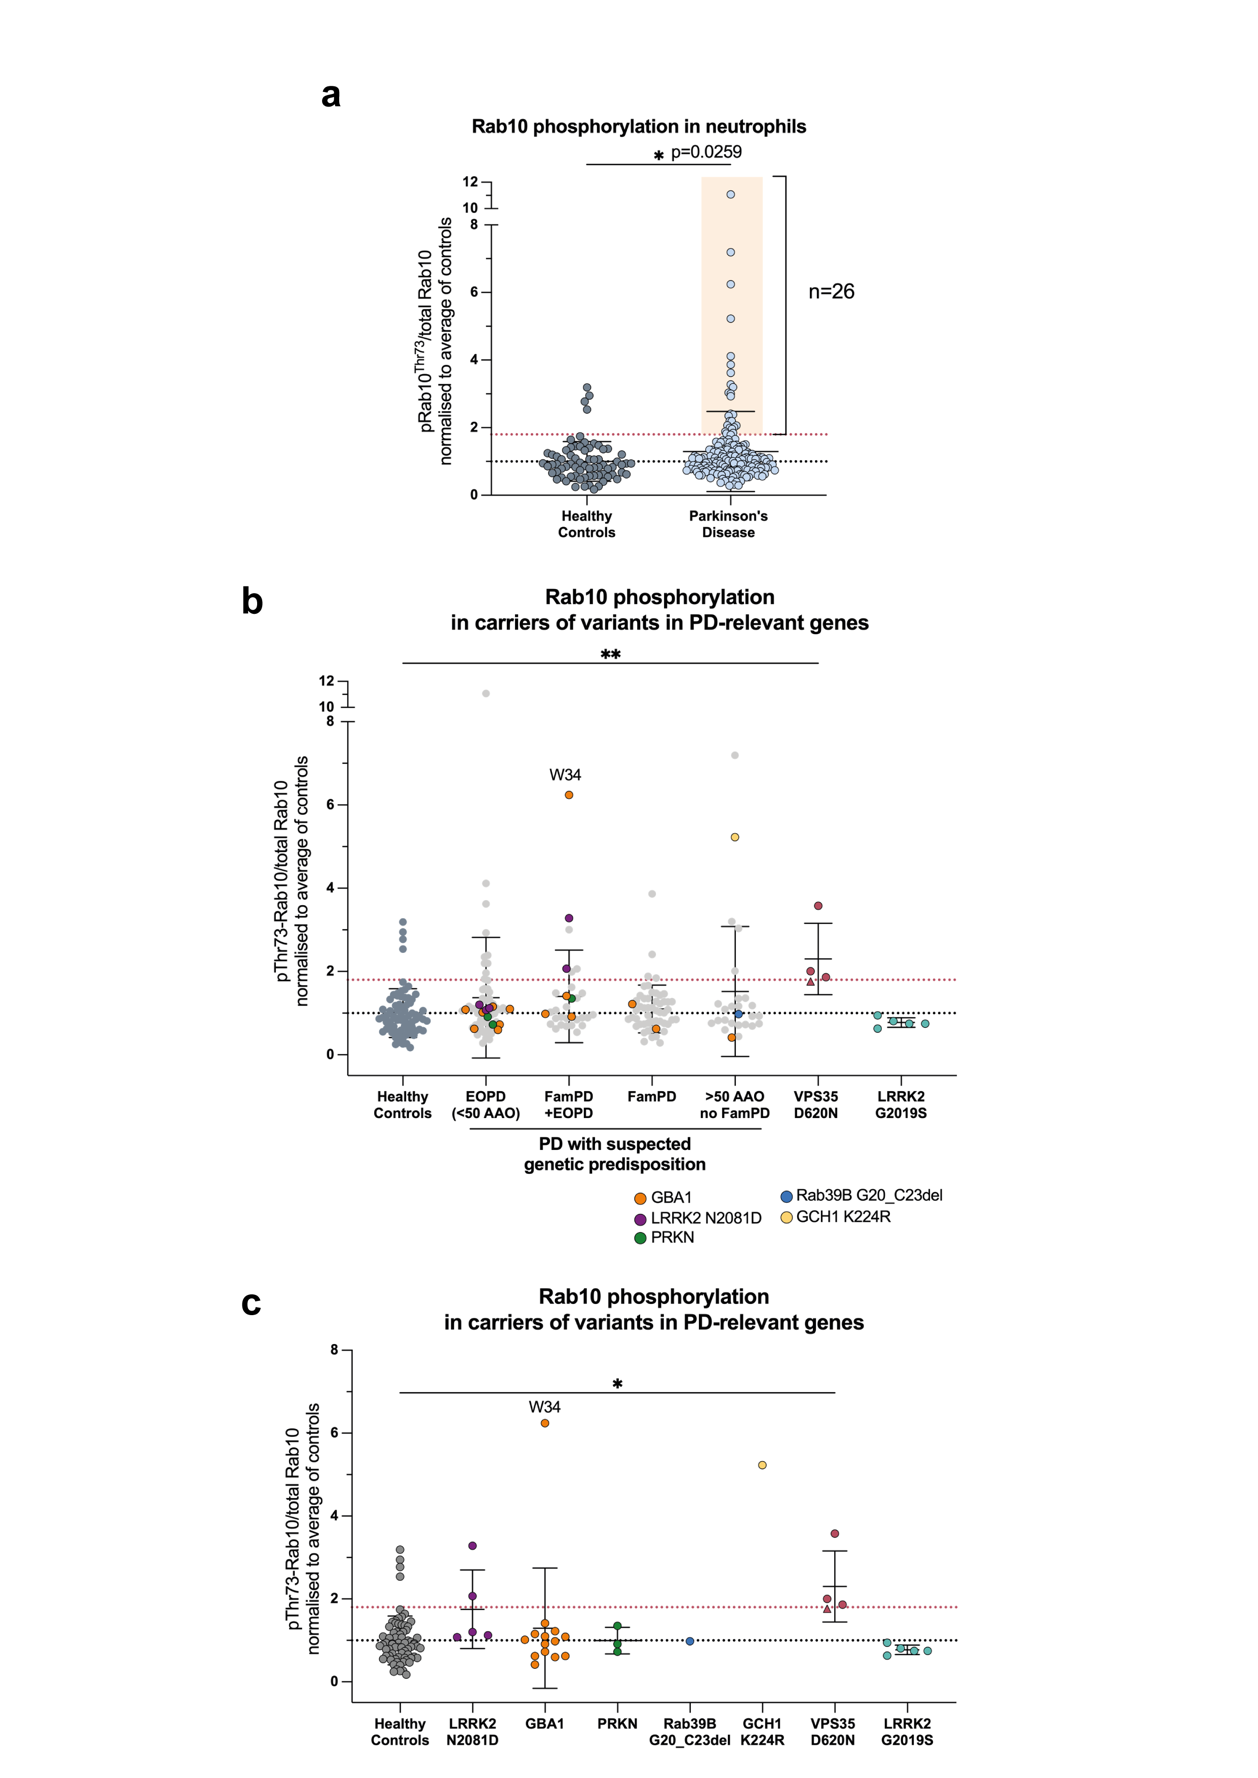 a
Rab10 phosphorylation in neutrophils
* p=0.0259
pRab10Thr73/total Rab10
normalised to average of controls
12
10
8
6
4
2
0
n=26
Healthy
Controls
Parkinson's
Disease
b
Rab10 phosphorylation
in carriers of variants in PD-relevant genes
**
pThr73-Rab10/total Rab10
normalised to average of controls
12
10
8
6
4
2
0
W34
Healthy
Controls
EOPD
(<50 AAO)
FamPD
+EOPD
FamPD
>50 AAO
no FamPD
VPS35
D620N
LRRK2
G2019S
PD with suspected
genetic predisposition
GBA1
LRRK2 N2081D
PRKN
Rab39B G20_C23del
GCH1 K224R
c
Rab10 phosphorylation
in carriers of variants in PD-relevant genes
*
pThr73-Rab10/total Rab10
normalised to average of controls
8
6
4
2
0
W34
Healthy
Controls
LRRK2
N2081D
GBA1
PRKN
Rab39B
G20_C23del
GCH1
K224R
VPS35
D620N
LRRK2
G2019S